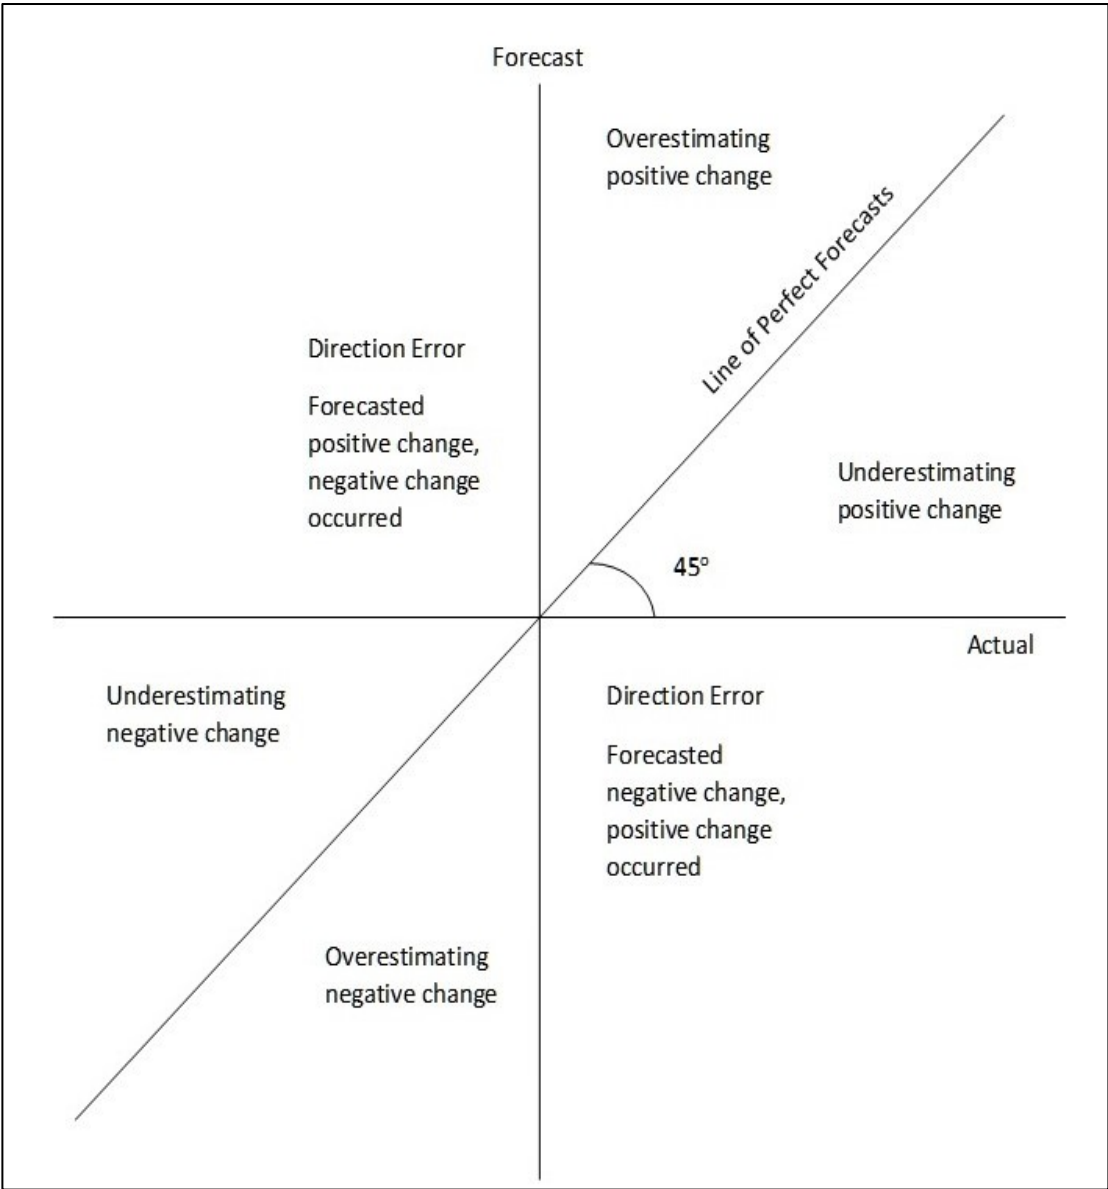 Forecast
Overestimating
positive change
Line of Perfect Forecasts
Direction Error
Forecasted
positive change,
negative change
occurred
Underestimating
positive change
45°
Actual
Underestimating
negative change
Direction Error
Forecasted
negative change,
positive change
occurred
Overestimating
negative change